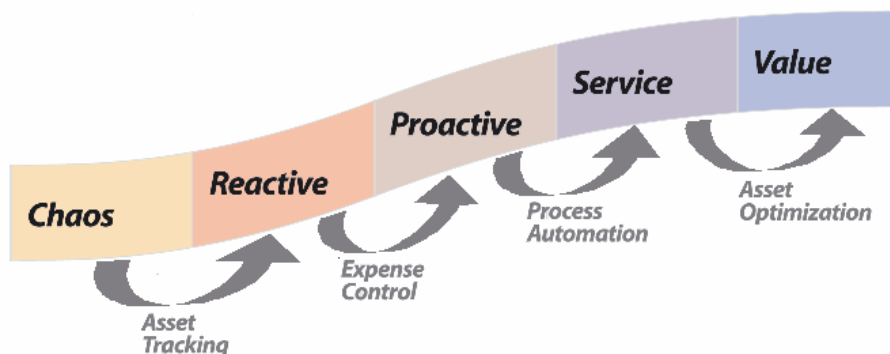 Chaos
Reactive
Proactive
Service
Value
Asset
Tracking
Expense
Control
Process
Automation
Asset
Optimization